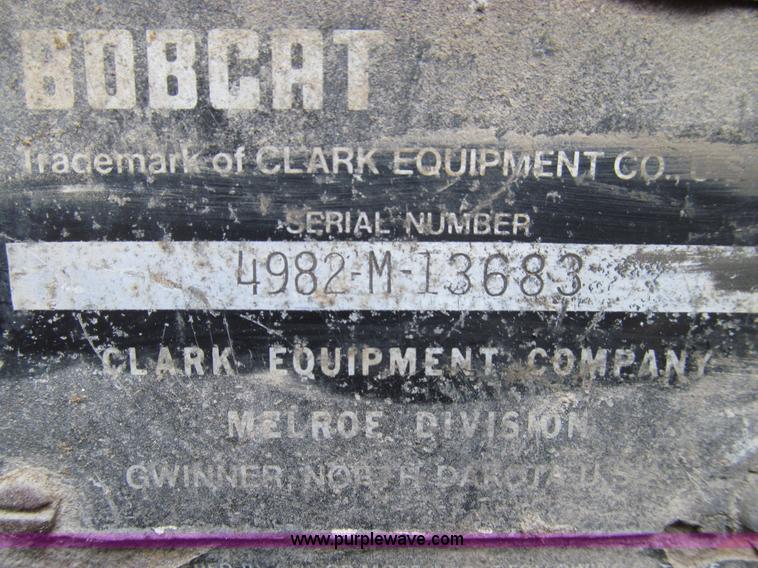 BOBCAT
Trademark of CLARK EQUIPMENT CO.,
SERIAL NUMBER
4982-M-13683
CLARK EQUIPMENT COMPANY
MELROE DIVISION
GWINNER, NORTH DAKOTA U.S.
www.purplewave.com